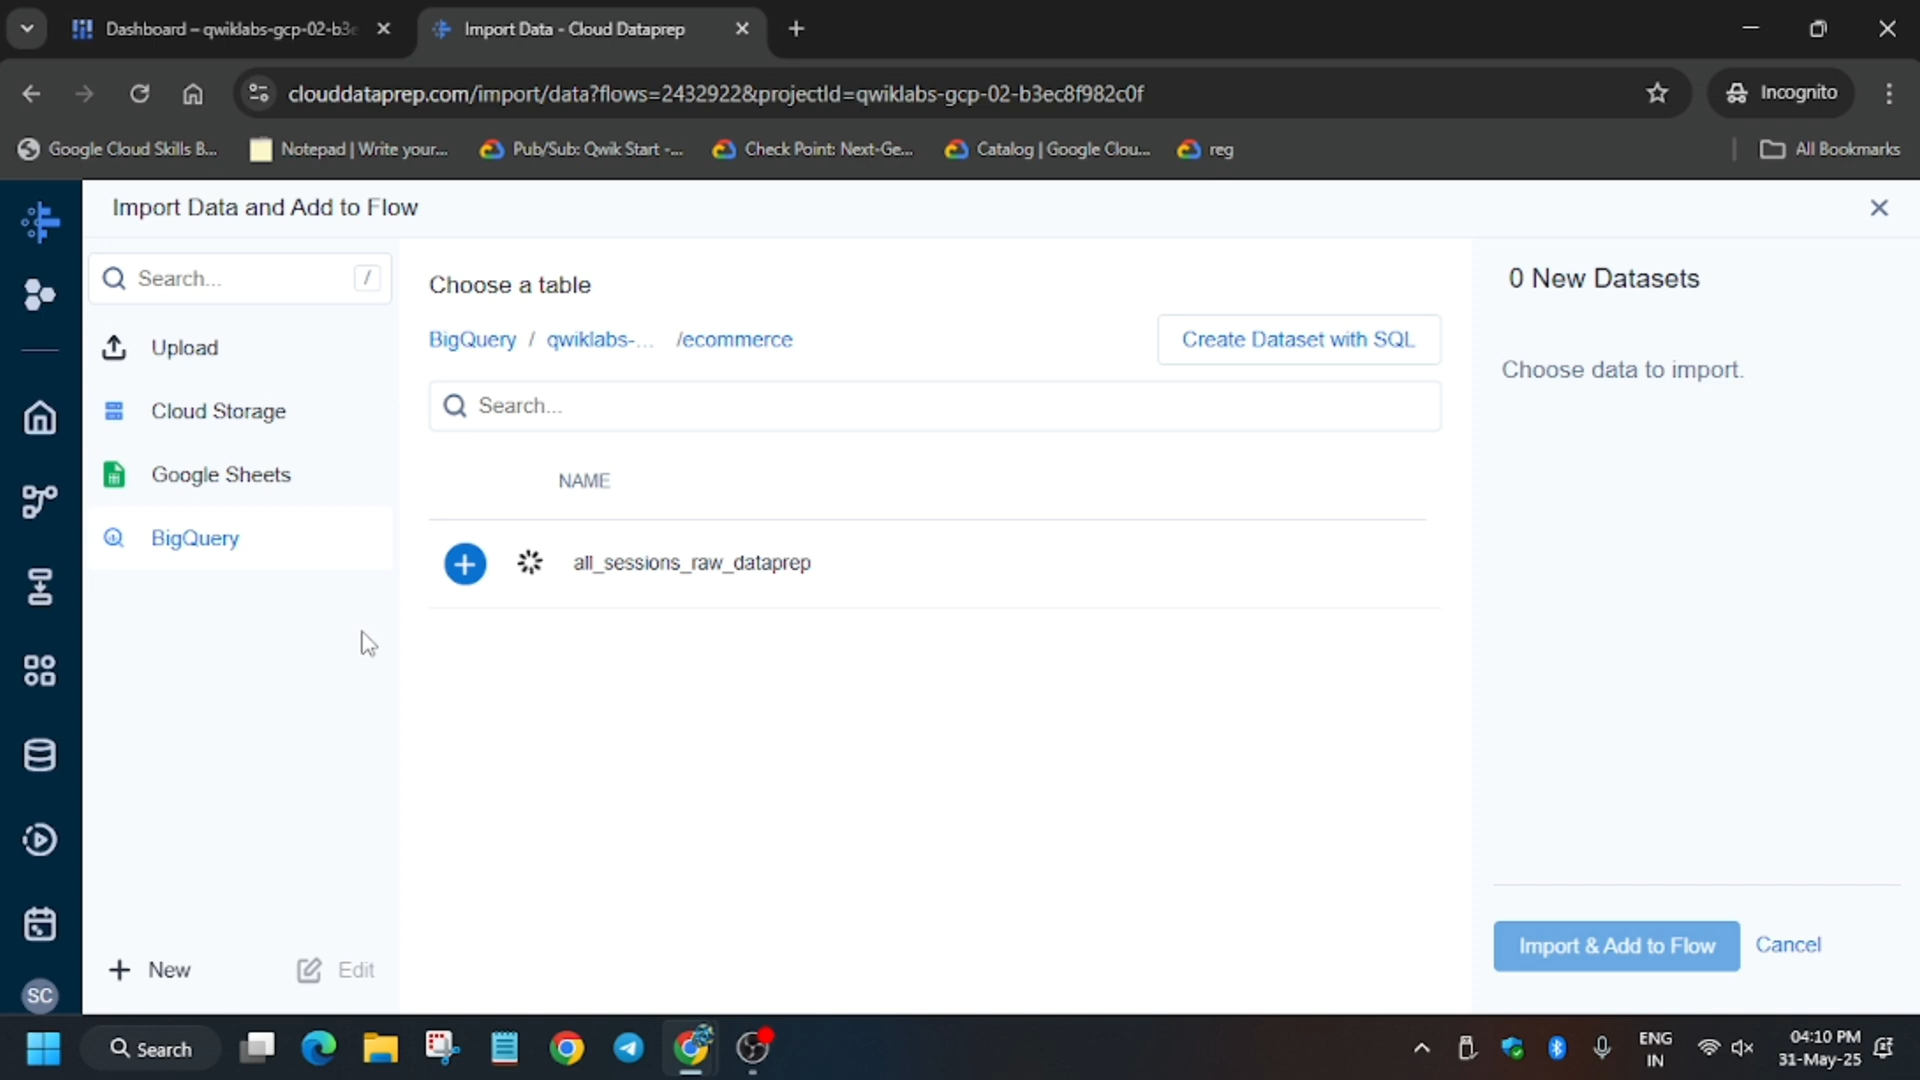 Dashboard – qwiklabs-gcp-02-b3e
Import Data - Cloud Dataprep
clouddataprep.com/import/data?flows=2432922&projectId=qwiklabs-gcp-02-b3ec8f982c0f
Incognito
Google Cloud Skills B...
Notepad | Write your...
Pub/Sub: Qwik Start -...
Check Point: Next-Ge...
Catalog | Google Clou...
reg
All Bookmarks
Import Data and Add to Flow
Search...
/
Upload
Cloud Storage
Google Sheets
BigQuery
New
Edit
SC
Choose a table
BigQuery / qwiklabs-... /ecommerce
Create Dataset with SQL
Search...
NAME
all_sessions_raw_dataprep
0 New Datasets
Choose data to import.
Import & Add to Flow
Cancel
Search
ENG
IN
04:10 PM
31-May-25